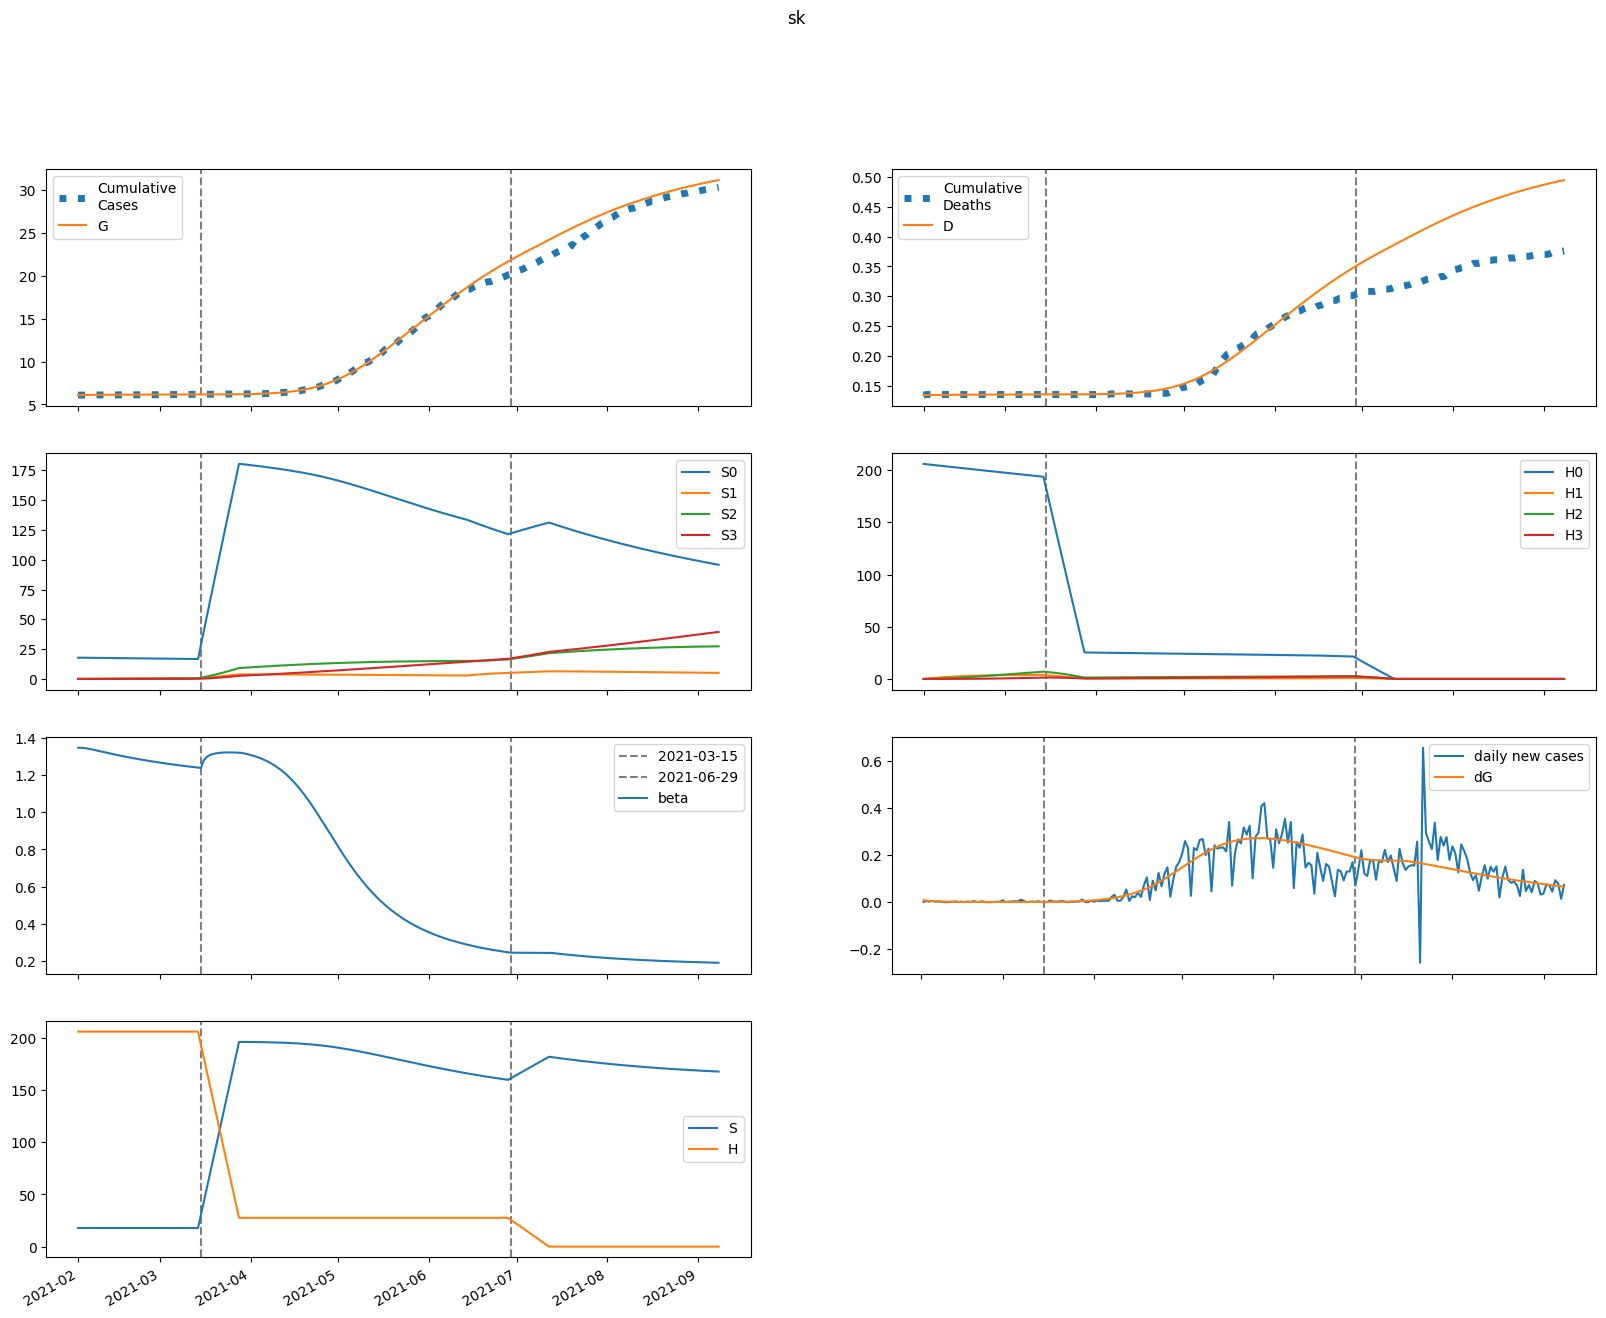 sk
Cumulative
Cases
G
30
25
20
15
10
5
Cumulative
Deaths
D
0.50
0.45
0.40
0.35
0.30
0.25
0.20
0.15
S0
S1
S2
S3
175
150
125
100
75
50
25
0
H0
H1
H2
H3
200
150
100
50
0
2021-03-15
2021-06-29
beta
1.4
1.2
1.0
0.8
0.6
0.4
0.2
daily new cases
dG
0.6
0.4
0.2
0.0
−0.2
S
H
200
150
100
50
0
2021-02
2021-03
2021-04
2021-05
2021-06
2021-07
2021-08
2021-09